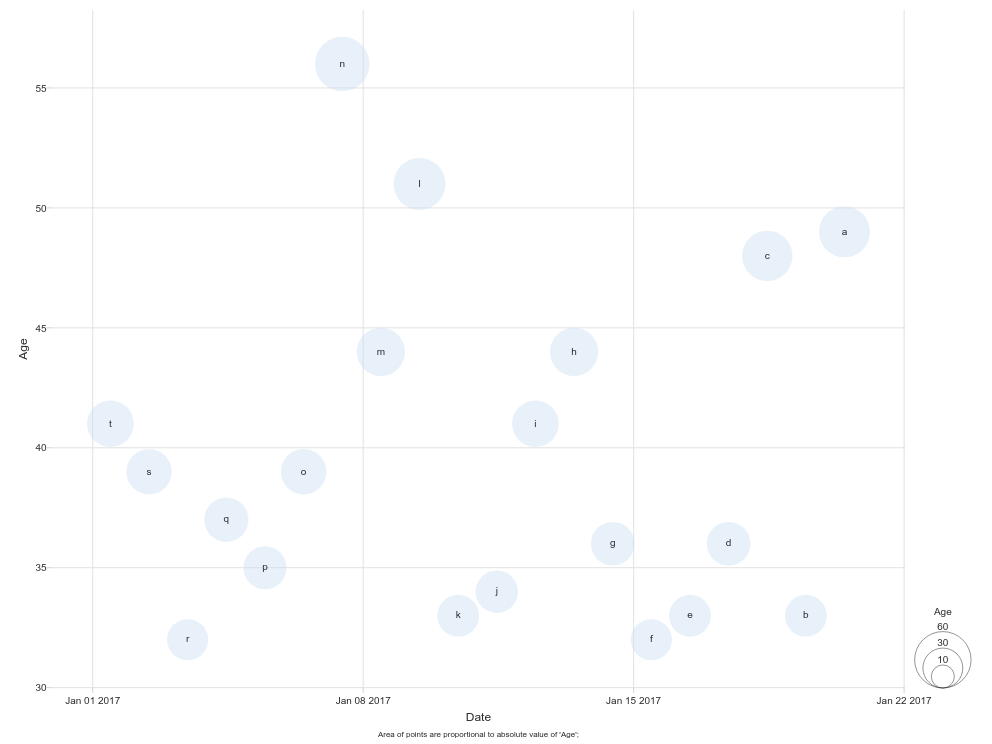 n
55
l
50
a
c
45
m
h
Age
t
i
40
s
o
q
g
d
35
p
j
k
e
b
Age
r
f
60
30
10
30
Jan 01 2017
Jan 08 2017
Jan 15 2017
Jan 22 2017
Date
Area of points are proportional to absolute value of 'Age';